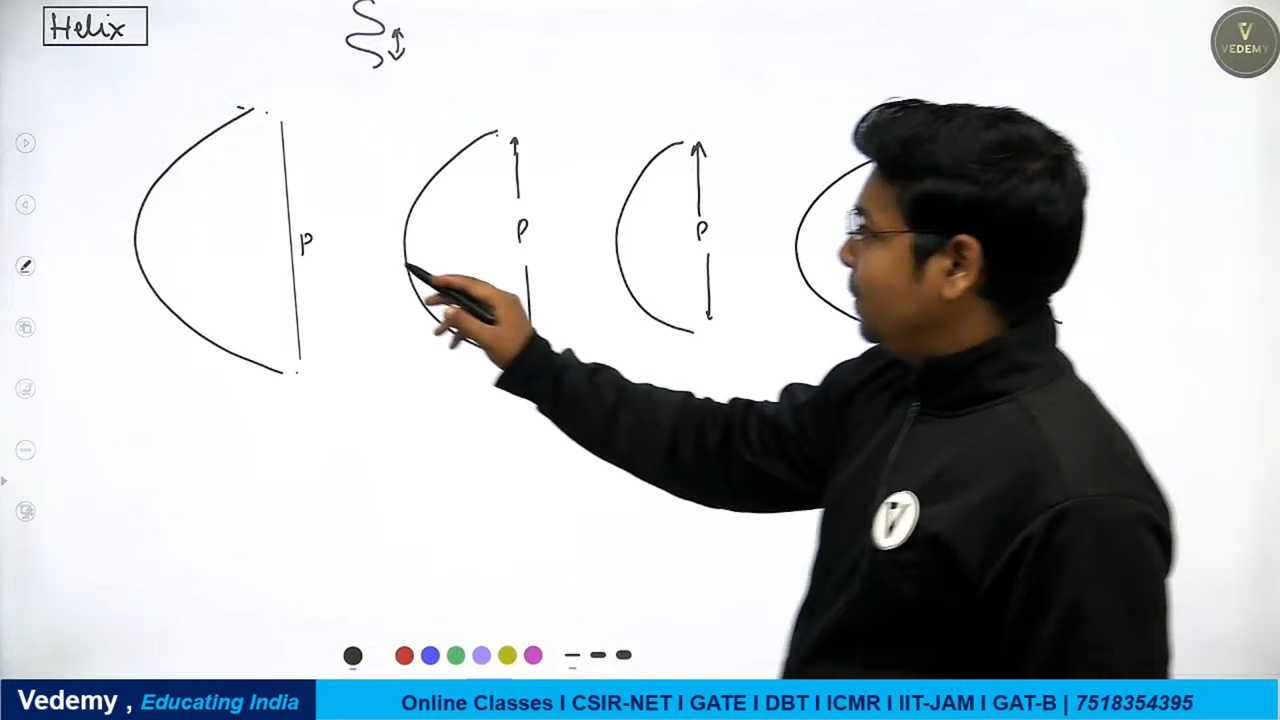 Helix
V
VEDEMY
P
P
P
V
Vedemy , Educating India
Online Classes I CSIR-NET I GATE I DBT I ICMR I IIT-JAM I GAT-B | 7518354395